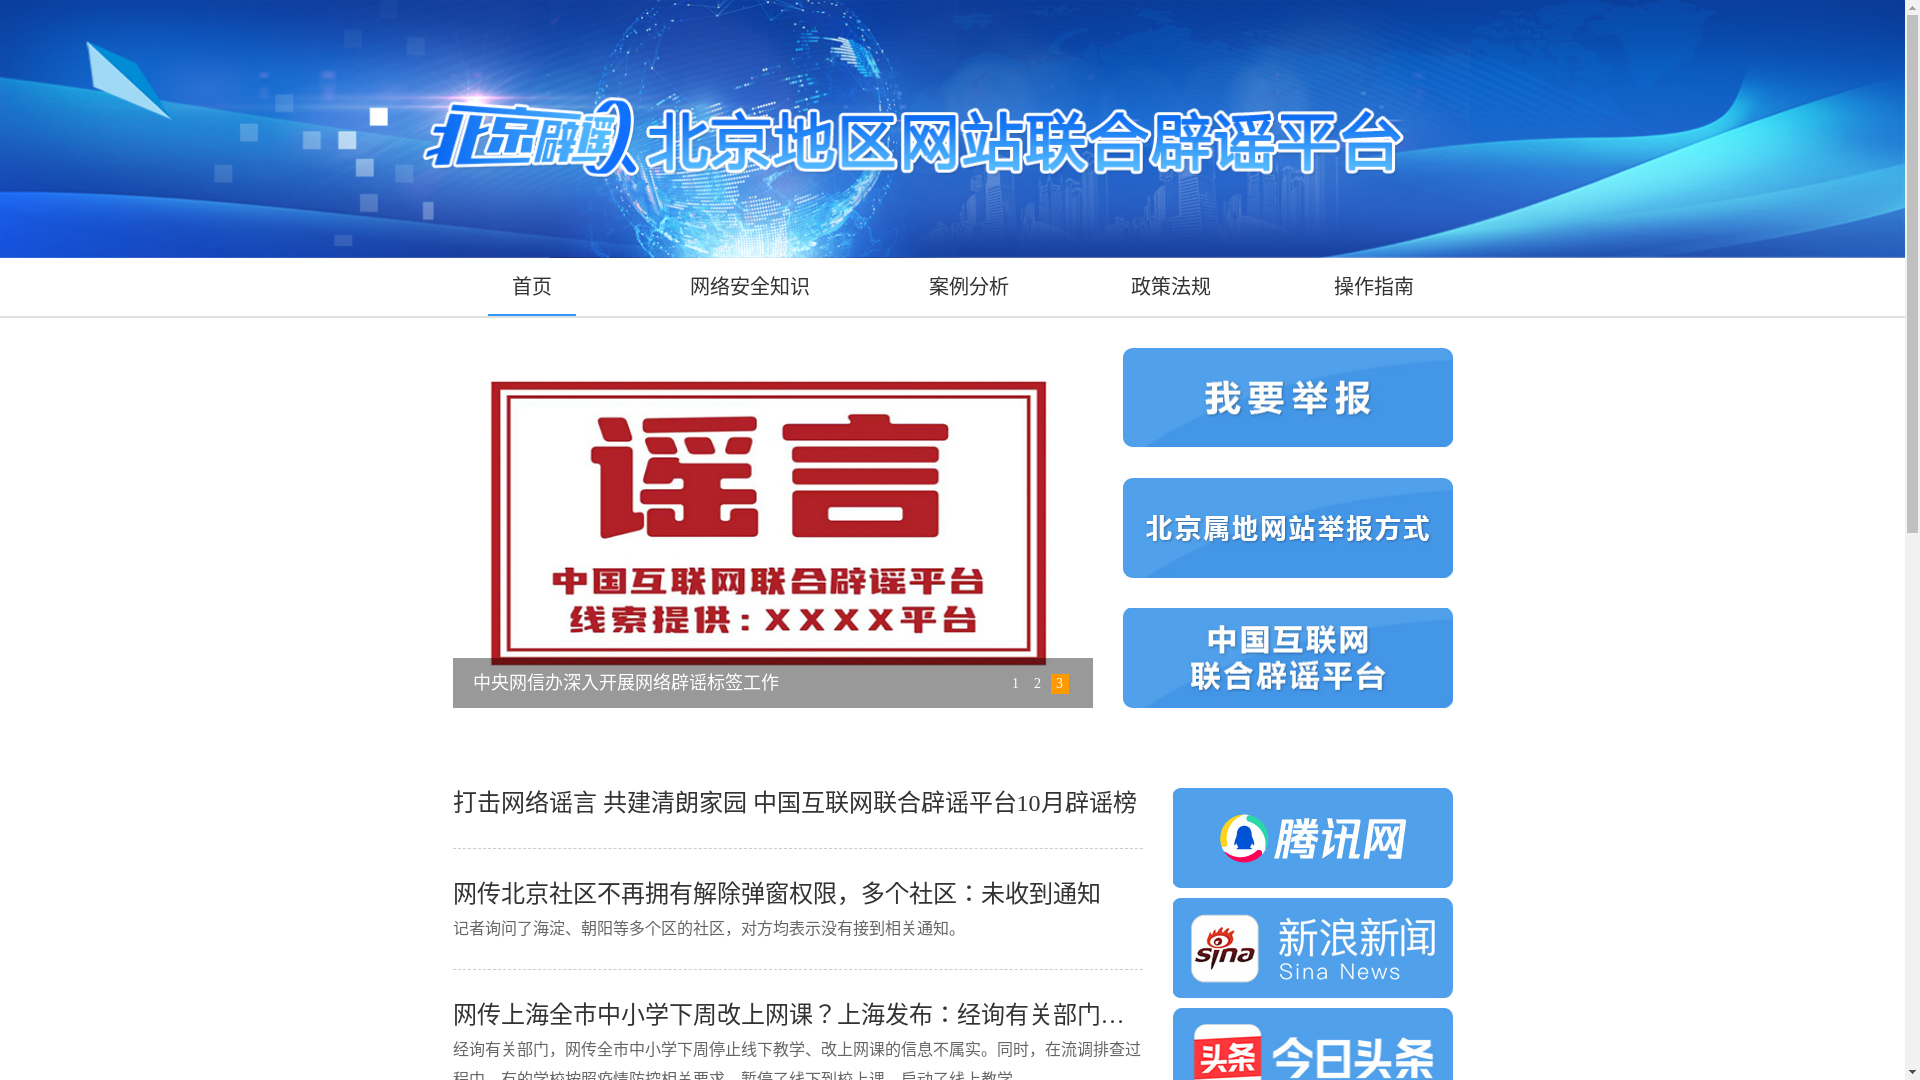 北京辟谣 北京地区网站联合辟谣平台
首页 网络安全知识 案例分析 政策法规 操作指南
谣言
中国互联网联合辟谣平台
线索提供：XXXX平台
中央网信办深入开展网络辟谣标签工作
1 2 3
我要举报
北京属地网站举报方式
中国互联网
联合辟谣平台
打击网络谣言 共建清朗家园 中国互联网联合辟谣平台10月辟谣榜
网传北京社区不再拥有解除弹窗权限，多个社区：未收到通知
记者询问了海淀、朝阳等多个区的社区，对方均表示没有接到相关通知。
网传上海全市中小学下周改上网课？上海发布：经询有关部门…
经询有关部门，网传全市中小学下周停止线下教学、改上网课的信息不属实。同时，在流调排查过
程中，有的学校按照疫情防控相关要求，暂停了线下到校上课，启动了线上教学。
腾讯网
sina
新浪新闻
Sina News
头条
今日头条